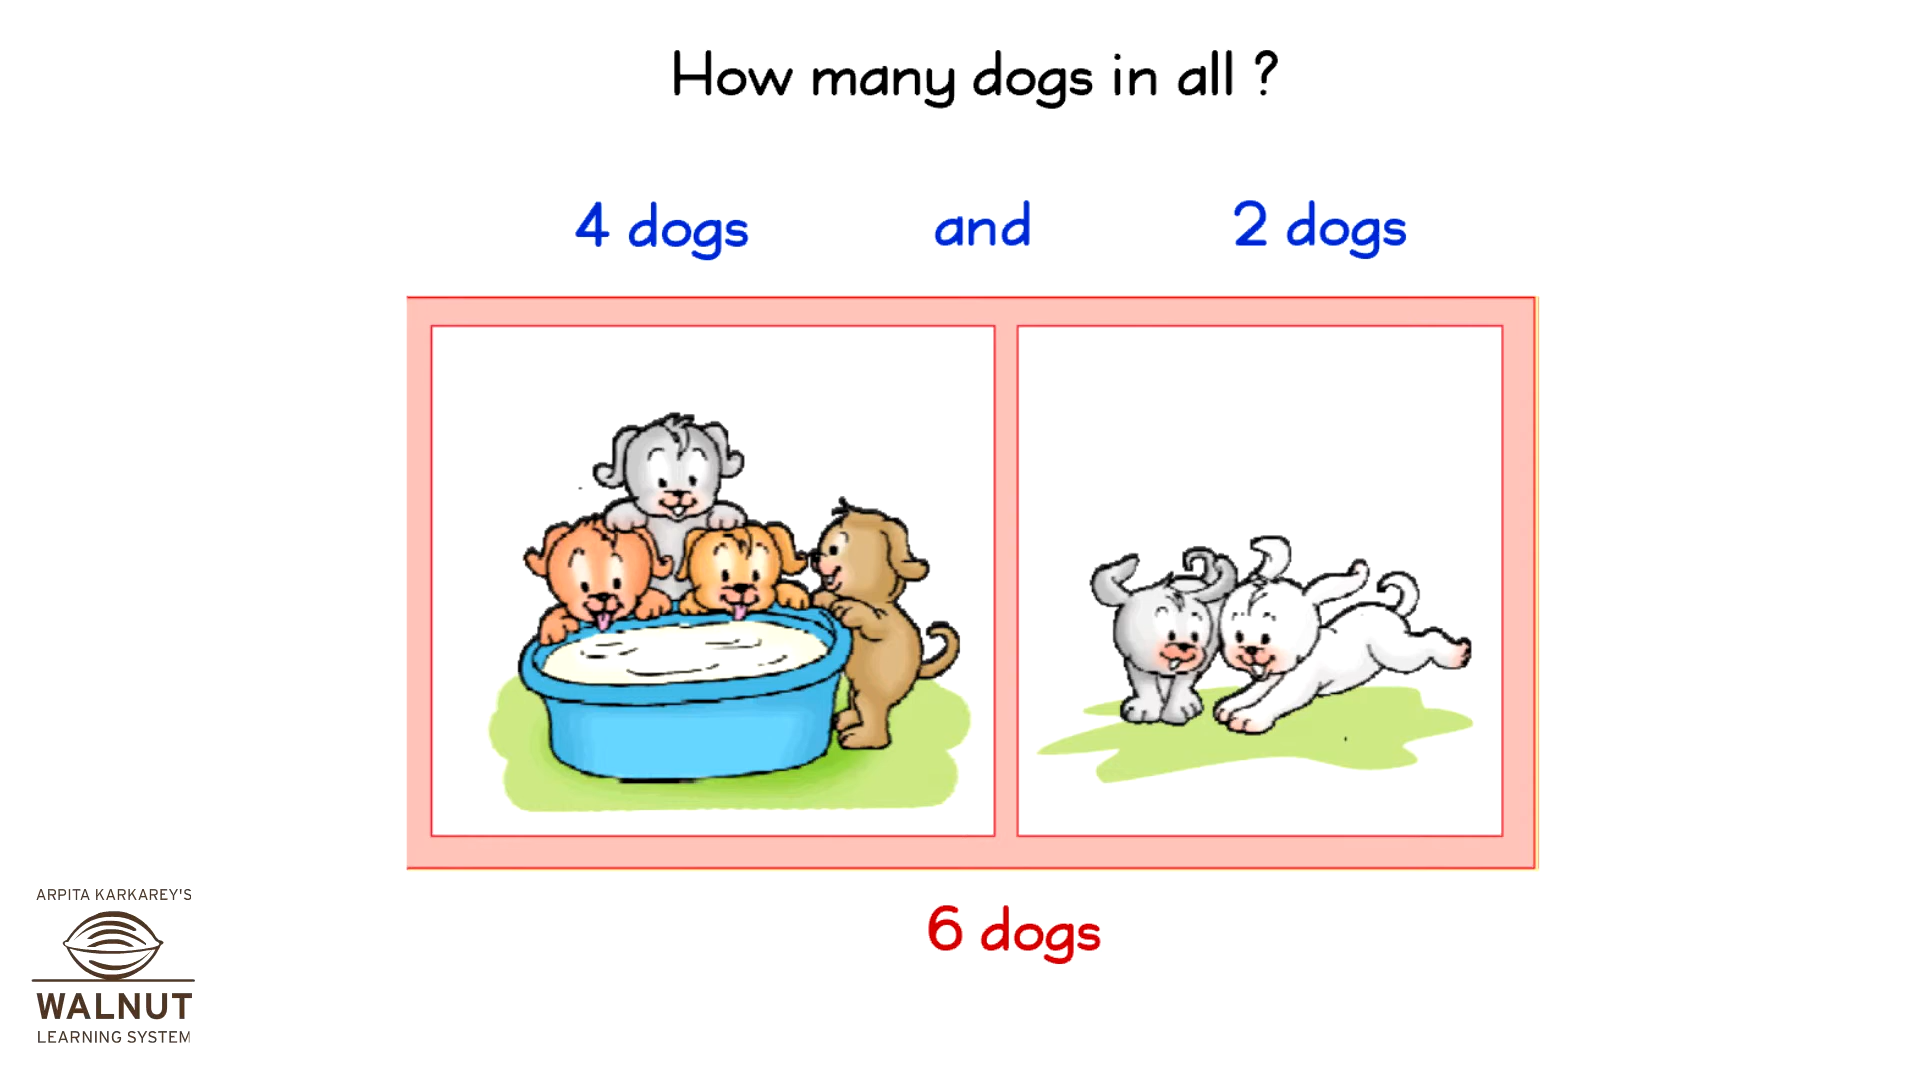 How many dogs in all ?
4 dogs and 2 dogs
6 dogs
ARPITA KARKAREY'S
WALNUT
LEARNING SYSTEM